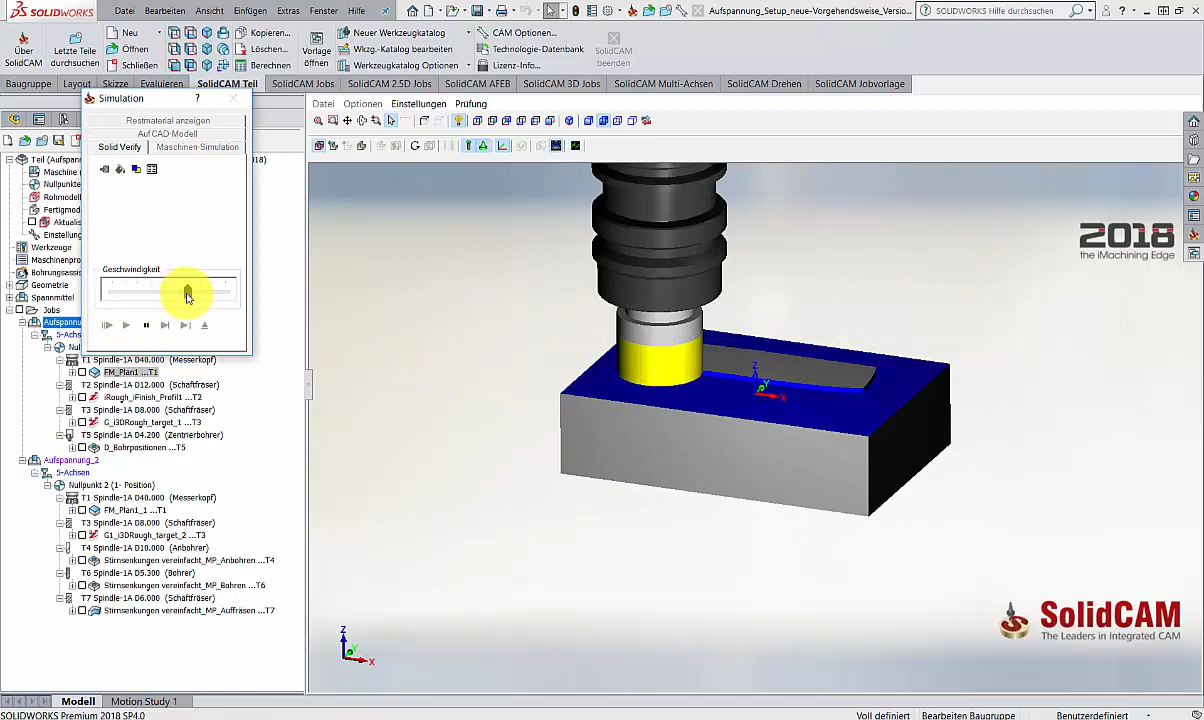 SOLIDWORKS Datei Bearbeiten Ansicht Einfügen Extras Fenster Hilfe Aufspannung_Setup_neue-Vorgehendsweise_Versio... SOLIDWORKS Hilfe durchsuchen
Über SolidCAM
Letzte Teile durchsuchen
Neu
Öffnen
Schließen
Kopieren...
Löschen...
Berechnen
Vorlage öffnen
Neuer Werkzeugkatalog
Wkzg.-Katalog bearbeiten
Werkzeugkatalog Optionen
CAM Optionen...
Technologie-Datenbank
Lizenz-Info...
SolidCAM beenden
Baugruppe Layout Skizze Evaluieren SolidCAM Teil SolidCAM Jobs SolidCAM 2.5D Jobs SolidCAM AFEB SolidCAM 3D Jobs SolidCAM Multi-Achsen SolidCAM Drehen SolidCAM Jobvorlage
Simulation ?
Restmaterial anzeigen
Auf CAD-Modell
Solid Verify Maschinen-Simulation
Geschwindigkeit
Datei Optionen Einstellungen Prüfung
Teil (Aufspan 2018)
Maschine
Nullpunkte
Rohmodell
Fertigmod
Aktualis
Einstellung
Werkzeuge
Maschinenpro
Bohrungsassis
Geometrie
Spannmittel
Jobs
Aufspannu
5-Achs
Nul
T1 Spindle-1A D40.000 (Messerkopf)
FM_Plan1 ...T1
T2 Spindle-1A D12.000 (Schaftfräser)
iRough_iFinish_Profil1 ...T2
T3 Spindle-1A D8.000 (Schaftfräser)
G_i3DRough_target_1 ...T3
T5 Spindle-1A D4.200 (Zentrierbohrer)
D_Bohrpositionen ...T5
Aufspannung_2
5-Achsen
Nullpunkt 2 (1- Position)
T1 Spindle-1A D40.000 (Messerkopf)
FM_Plan1_1 ...T1
T3 Spindle-1A D8.000 (Schaftfräser)
G1_i3DRough_target_2 ...T3
T4 Spindle-1A D10.000 (Anbohrer)
Stirnsenkungen vereinfacht_MP_Anbohren ...T4
T6 Spindle-1A D5.300 (Bohrer)
Stirnsenkungen vereinfacht_MP_Bohren ...T6
T7 Spindle-1A D6.000 (Schaftfräser)
Stirnsenkungen vereinfacht_MP_Auffräsen ...T7
2018
the iMachining Edge
Z
Y
X
Z
Y
X
SolidCAM
The Leaders in Integrated CAM
Modell Motion Study 1
SOLIDWORKS Premium 2018 SP4.0 Voll definiert Bearbeiten Baugruppe Benutzerdefiniert